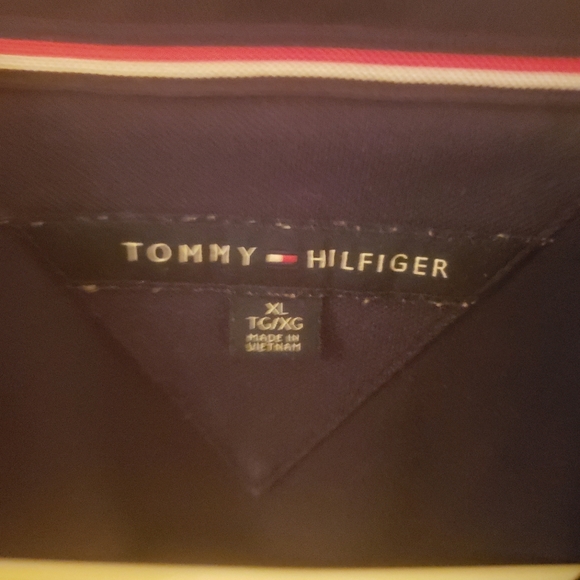 TOMMY HILFIGER
XL
TG/XG
MADE IN
VIETNAM